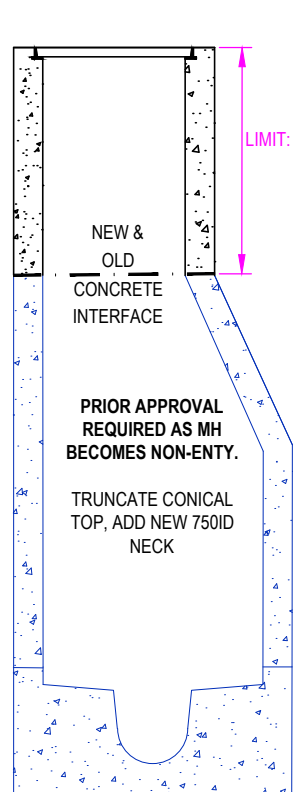 LIMIT:
NEW &
OLD
CONCRETE
INTERFACE
PRIOR APPROVAL
REQUIRED AS MH
BECOMES NON-ENTY.
TRUNCATE CONICAL
TOP, ADD NEW 750ID
NECK